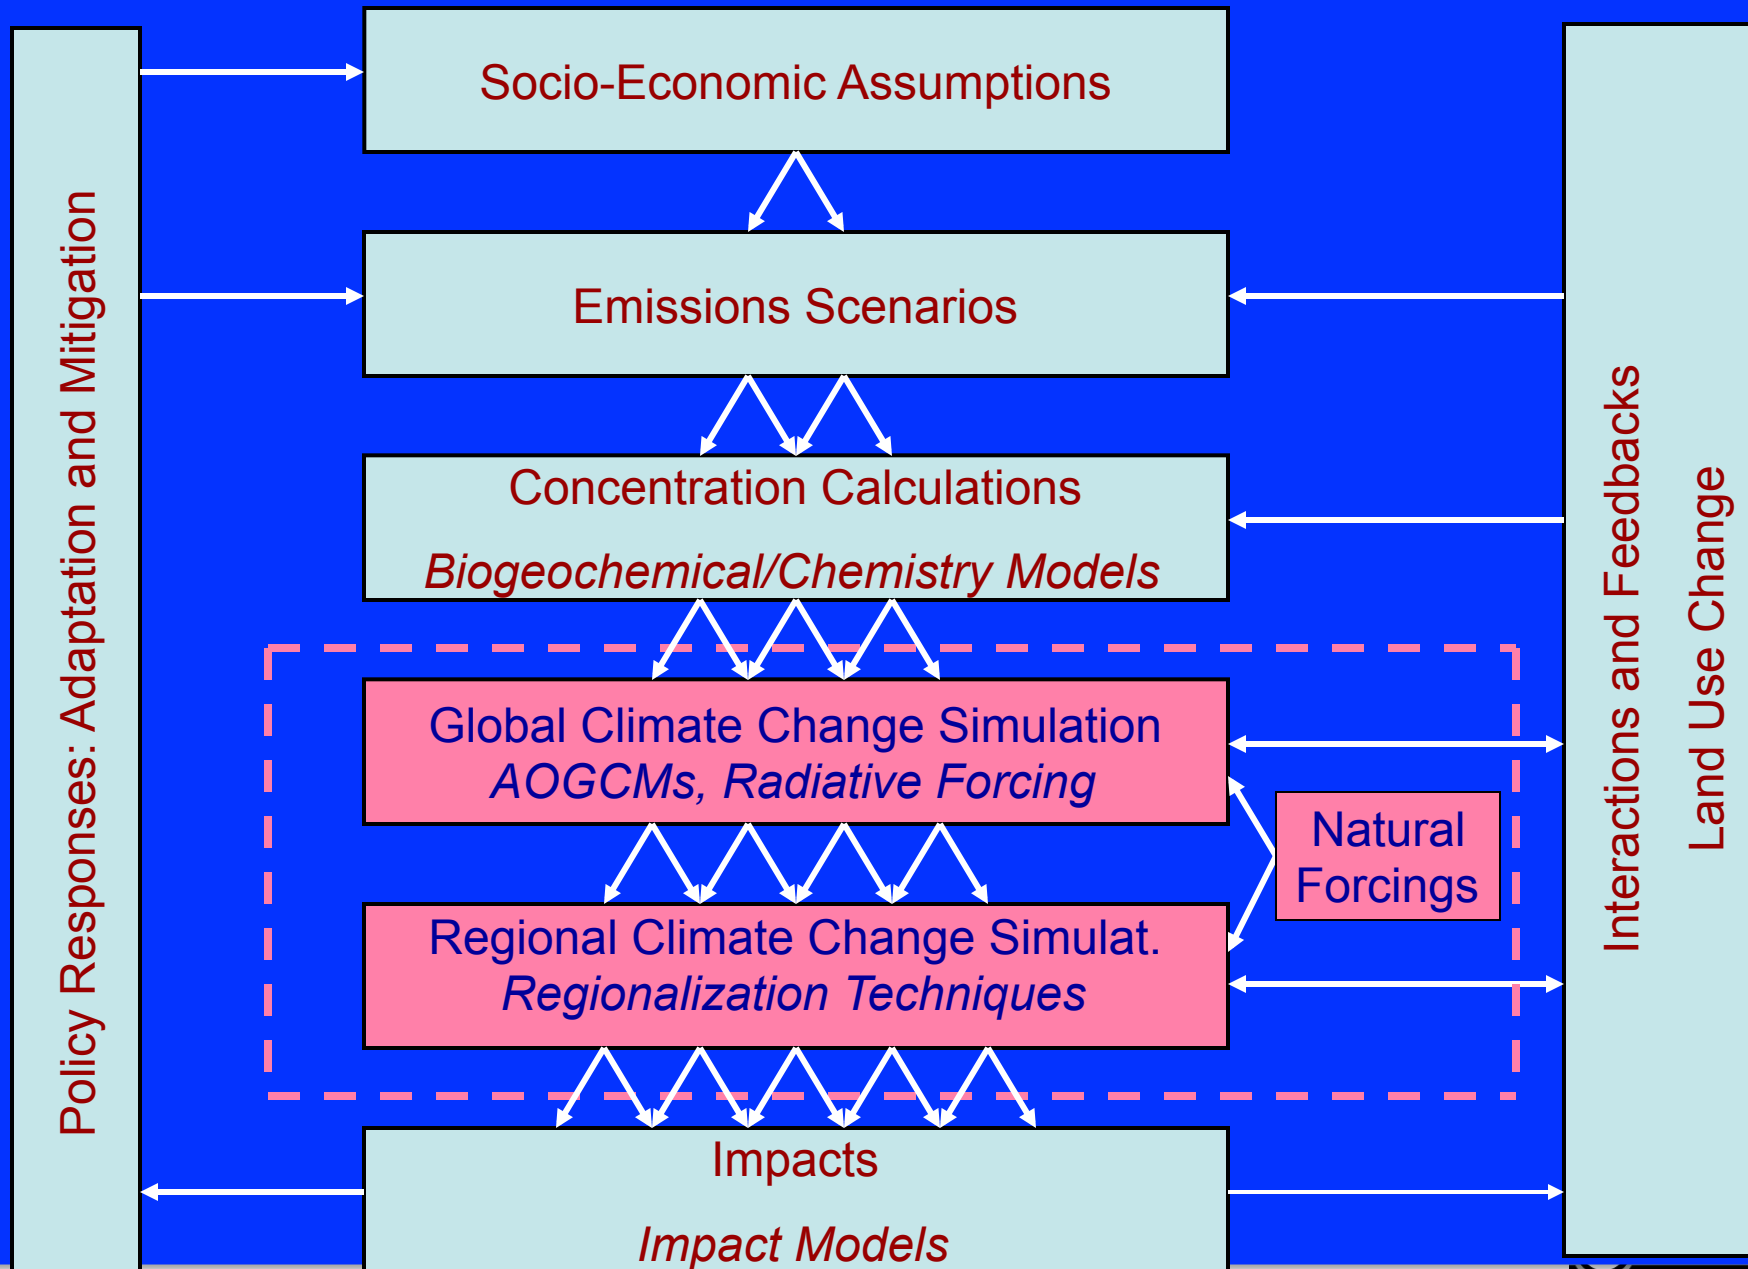 Policy Responses: Adaptation and Mitigation
Socio-Economic Assumptions
Emissions Scenarios
Concentration Calculations
Biogeochemical/Chemistry Models
Global Climate Change Simulation
AOGCMs, Radiative Forcing
Natural
Forcings
Regional Climate Change Simulat.
Regionalization Techniques
Impacts
Impact Models
Interactions and Feedbacks
Land Use Change